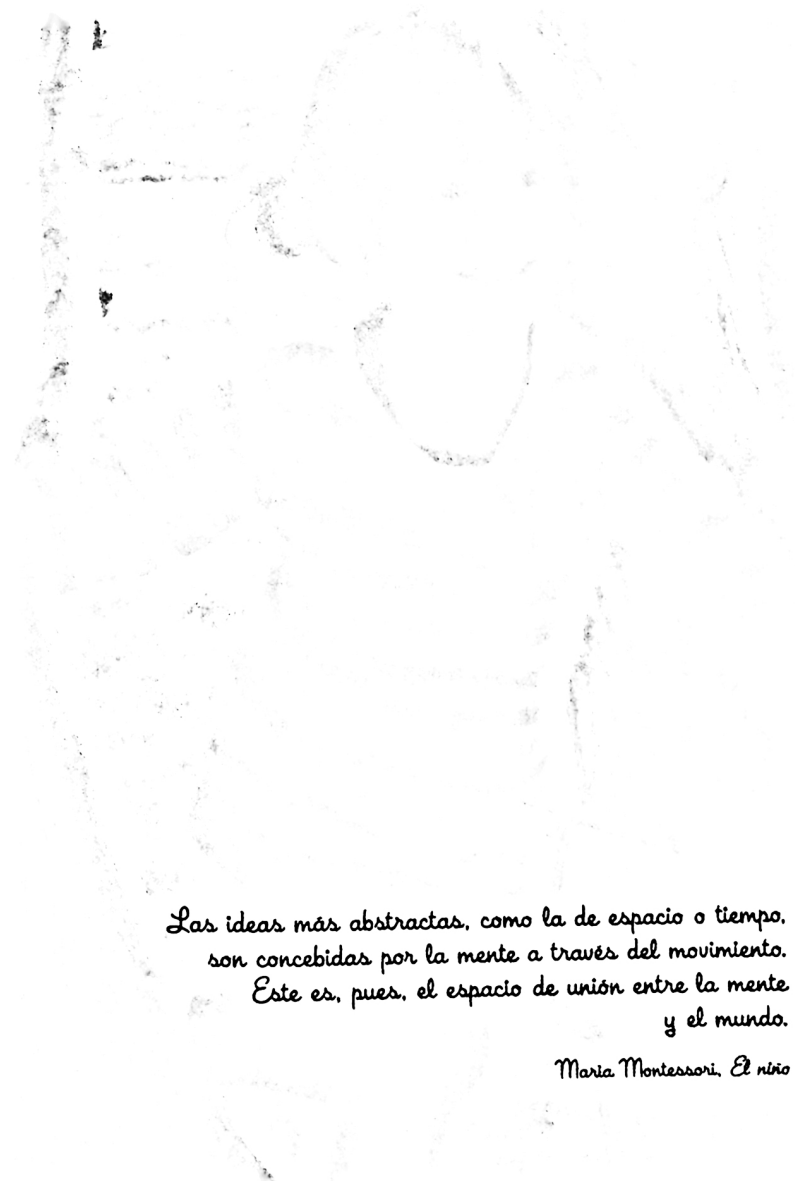 Las ideas más abstractas, como la de espacio o tiempo,
son concebidas por la mente a través del movimiento.
Este es, pues, el espacio de unión entre la mente
y el mundo.
Maria Montessori, El niño